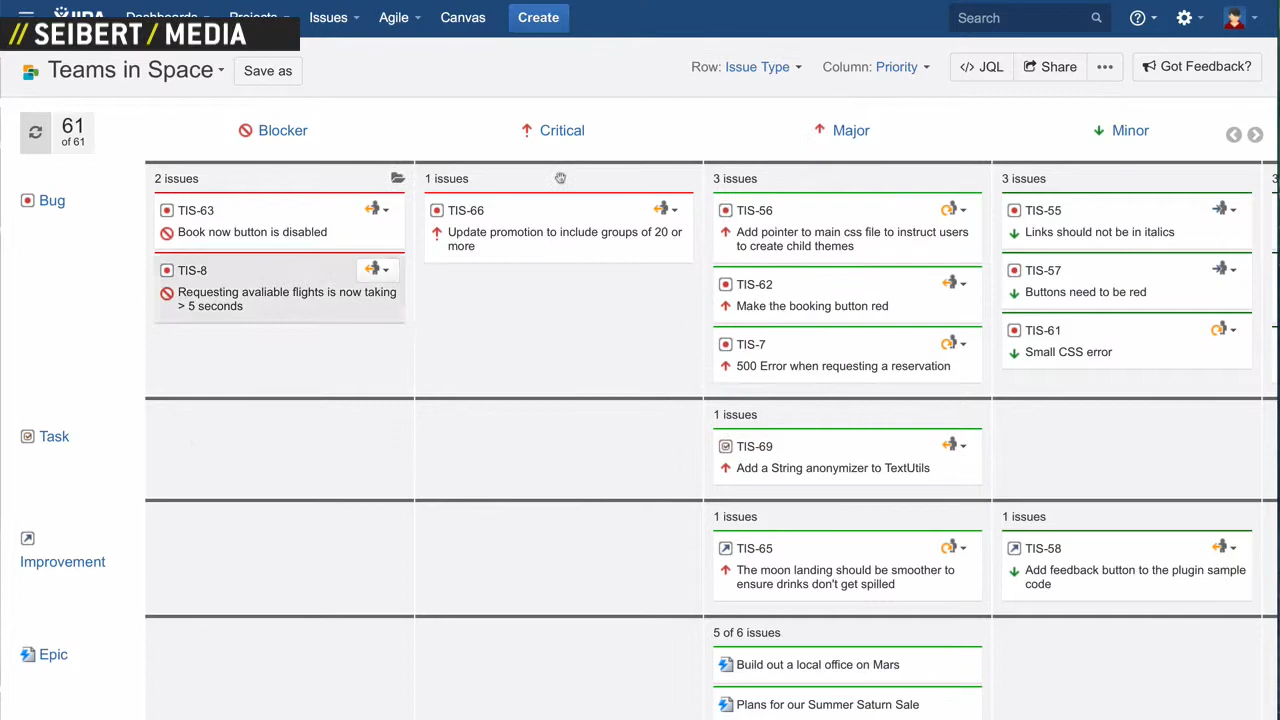 Dashboards Projects Issues Agile Canvas Create Search
// SEIBERT / MEDIA
Teams in Space Save as Row: Issue Type Column: Priority </> JQL Share ••• Got Feedback?
61
of 61
Blocker Critical Major Minor
Bug
2 issues
TIS-63
Book now button is disabled
TIS-8
Requesting avaliable flights is now taking
> 5 seconds
1 issues
TIS-66
Update promotion to include groups of 20 or
more
3 issues
TIS-56
Add pointer to main css file to instruct users
to create child themes
TIS-62
Make the booking button red
TIS-7
500 Error when requesting a reservation
3 issues
TIS-55
Links should not be in italics
TIS-57
Buttons need to be red
TIS-61
Small CSS error
3
Task
1 issues
TIS-69
Add a String anonymizer to TextUtils
Improvement
1 issues
TIS-65
The moon landing should be smoother to
ensure drinks don't get spilled
1 issues
TIS-58
Add feedback button to the plugin sample
code
Epic
5 of 6 issues
Build out a local office on Mars
Plans for our Summer Saturn Sale